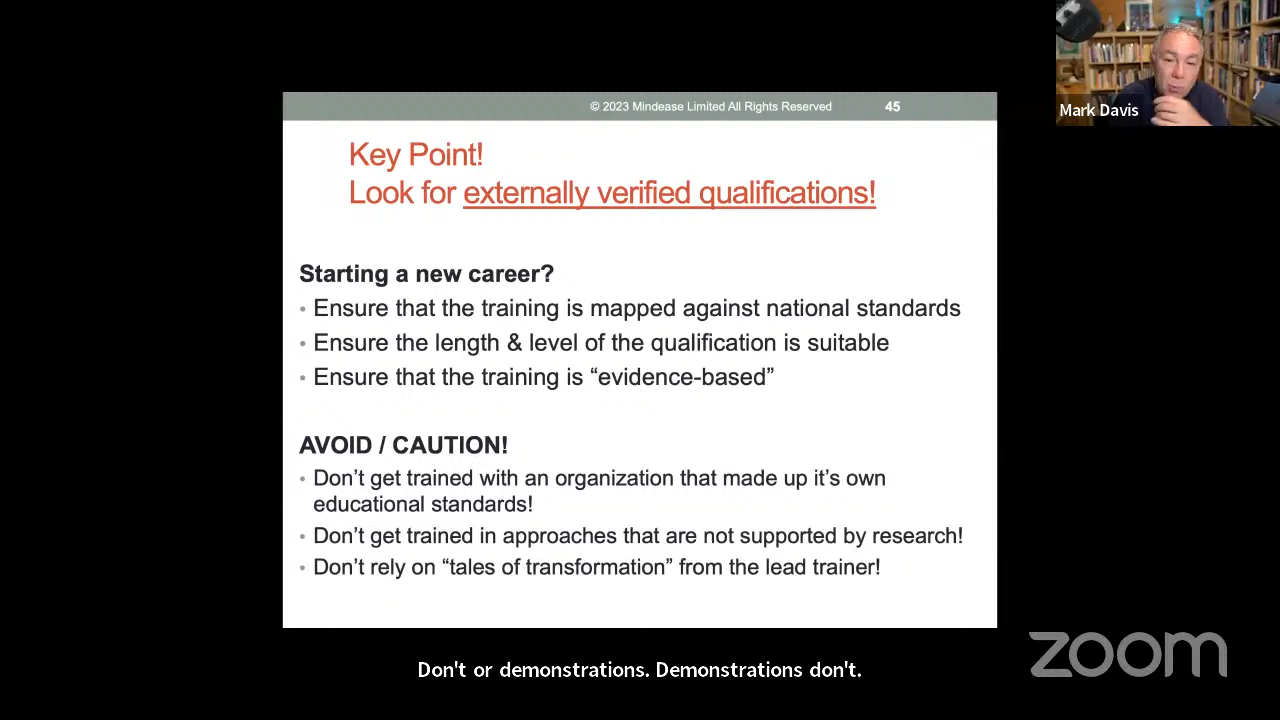 © 2023 Mindease Limited All Rights Reserved 45
Mark Davis
Key Point!
Look for externally verified qualifications!
Starting a new career?
• Ensure that the training is mapped against national standards
• Ensure the length & level of the qualification is suitable
• Ensure that the training is “evidence-based”
AVOID / CAUTION!
• Don’t get trained with an organization that made up it’s own
educational standards!
• Don’t get trained in approaches that are not supported by research!
• Don’t rely on “tales of transformation” from the lead trainer!
Don't or demonstrations. Demonstrations don't.
zoom